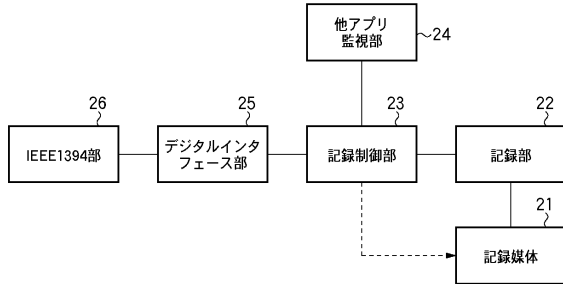 他アプリ
監視部
24
26
25
23
22
IEEE1394部
デジタルインタ
フェース部
記録制御部
記録部
21
記録媒体